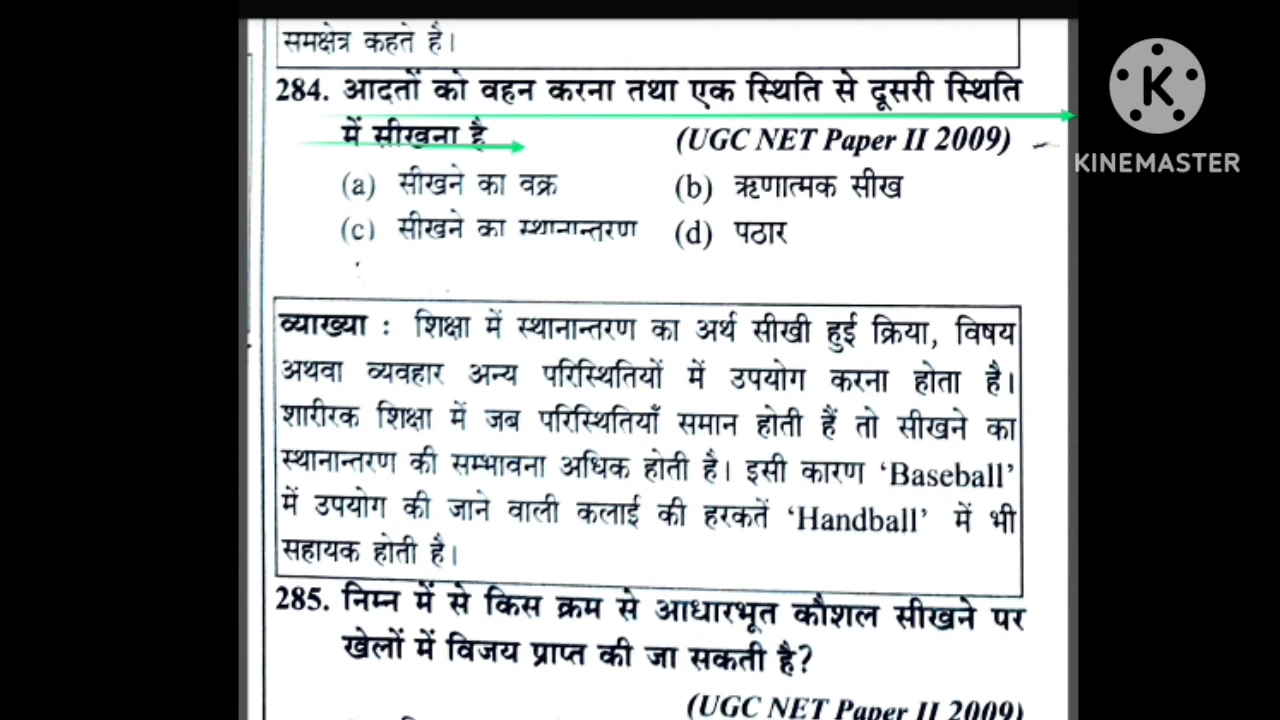 समक्षेत्र कहते है।
284. आदतों को वहन करना तथा एक स्थिति से दूसरी स्थिति
में सीखना है (UGC NET Paper II 2009)
(a) सीखने का वक्र (b) ऋणात्मक सीख
(c) सीखने का स्थानान्तरण (d) पठार
व्याख्या : शिक्षा में स्थानान्तरण का अर्थ सीखी हुई क्रिया, विषय
अथवा व्यवहार अन्य परिस्थितियों में उपयोग करना होता है।
शारीरक शिक्षा में जब परिस्थितियाँ समान होती हैं तो सीखने का
स्थानान्तरण की सम्भावना अधिक होती है। इसी कारण ‘Baseball’
में उपयोग की जाने वाली कलाई की हरकतें ‘Handball’ में भी
सहायक होती है।
285. निम्न में से किस क्रम से आधारभूत कौशल सीखने पर
खेलों में विजय प्राप्त की जा सकती है?
(UGC NET Paper II 2009)
K
KINEMASTER